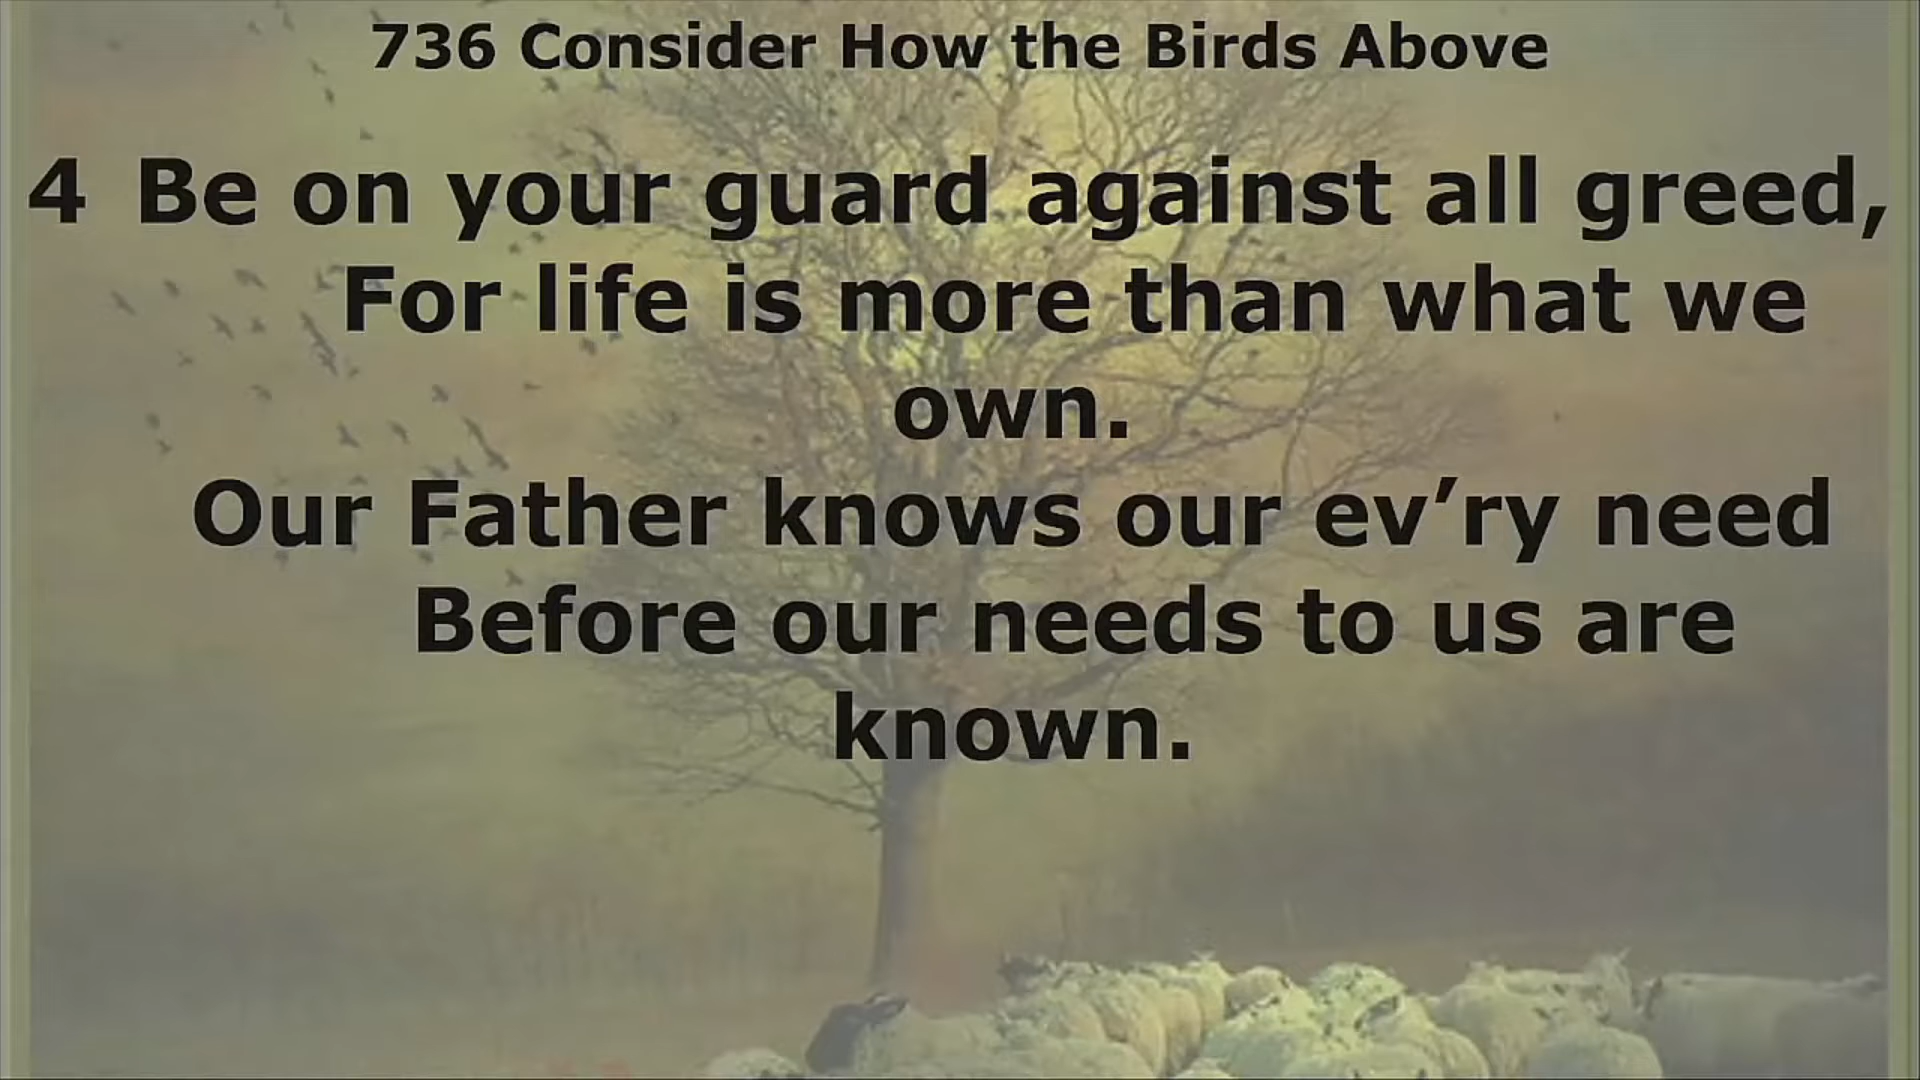 736 Consider How the Birds Above
4 Be on your guard against all greed,
For life is more than what we
own.
Our Father knows our ev’ry need
Before our needs to us are
known.